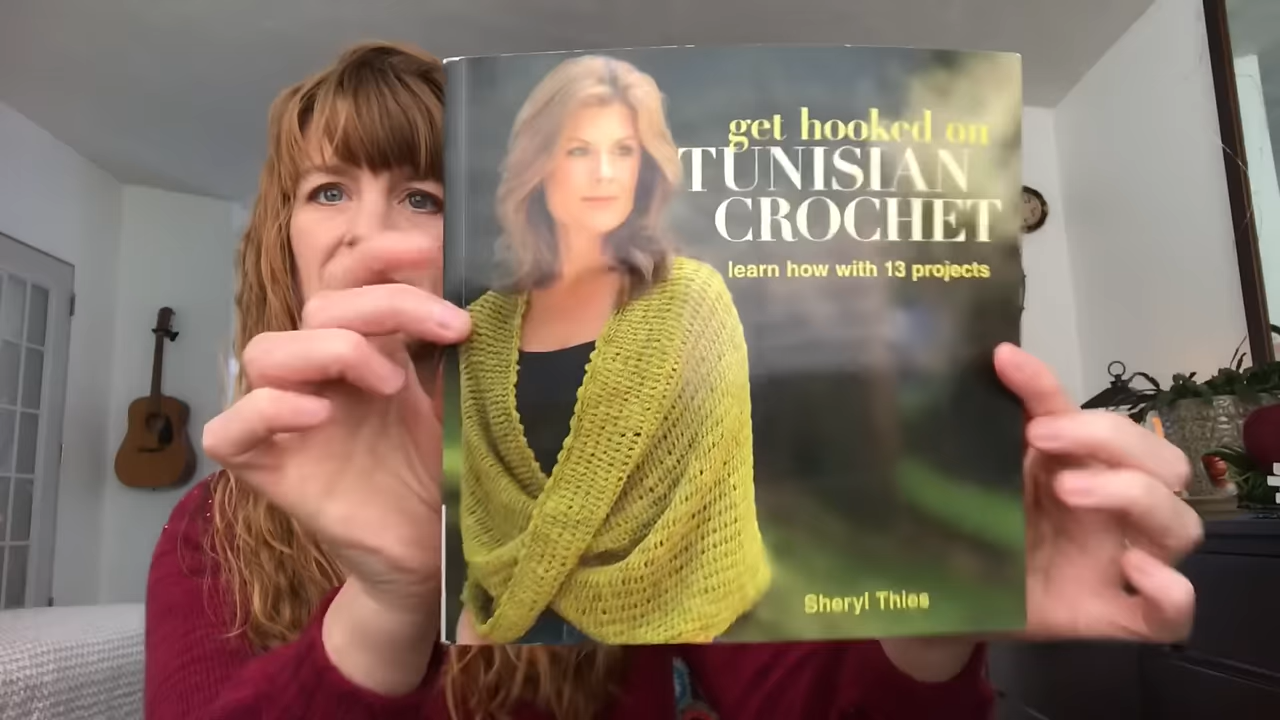 get hooked on
TUNISIAN
CROCHET
learn how with 13 projects
Sheryl Thies